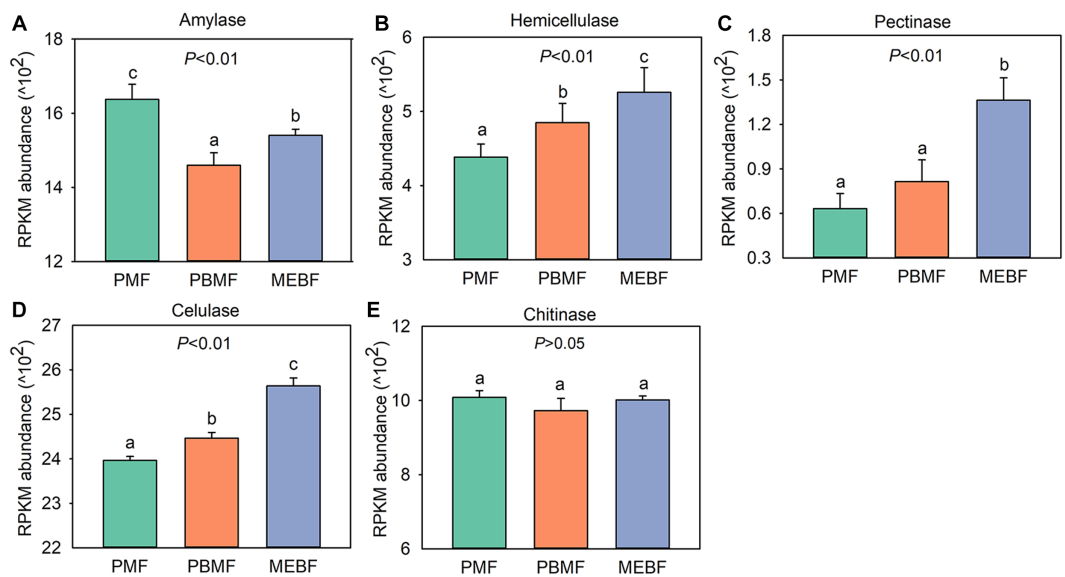 A Amylase
RPKM abundance (^10²)
18
16
14
12
P<0.01
c
a
b
PMF PBMF MEBF
B Hemicellulase
RPKM abundance (^10²)
6
5
4
3
P<0.01
a
b
c
PMF PBMF MEBF
C Pectinase
RPKM abundance (^10²)
1.8
1.5
1.2
0.9
0.6
0.3
P<0.01
a
a
b
PMF PBMF MEBF
D Celulase
RPKM abundance (^10²)
27
26
25
24
23
22
P<0.01
a
b
c
PMF PBMF MEBF
E Chitinase
RPKM abundance (^10²)
12
10
8
6
P>0.05
a
a
a
PMF PBMF MEBF